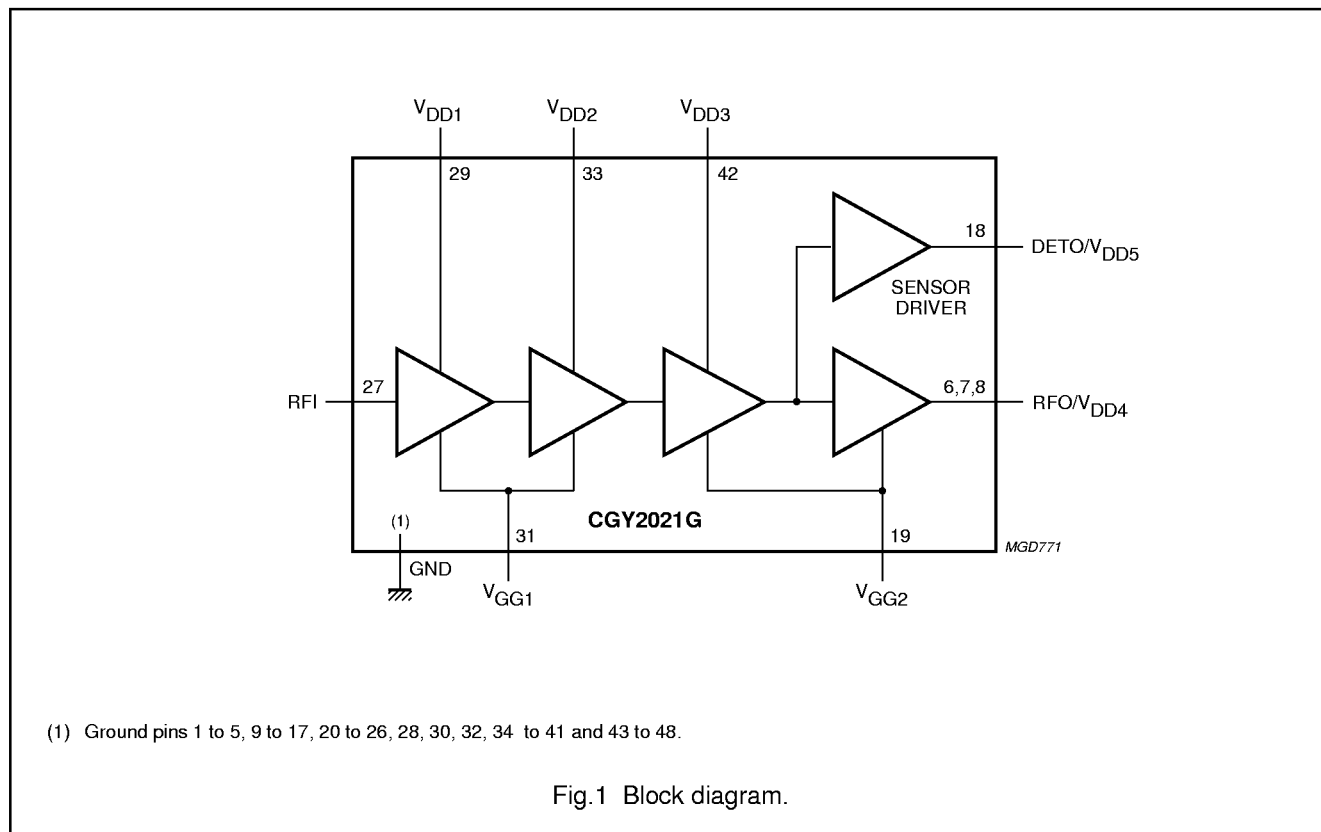 VDD1 VDD2 VDD3
29 33 42
18 DETO/VDD5
SENSOR
DRIVER
RFI 27 6,7,8 RFO/VDD4
(1) CGY2021G
31 19 MGD771
GND
VGG1 VGG2
(1) Ground pins 1 to 5, 9 to 17, 20 to 26, 28, 30, 32, 34 to 41 and 43 to 48.
Fig.1 Block diagram.